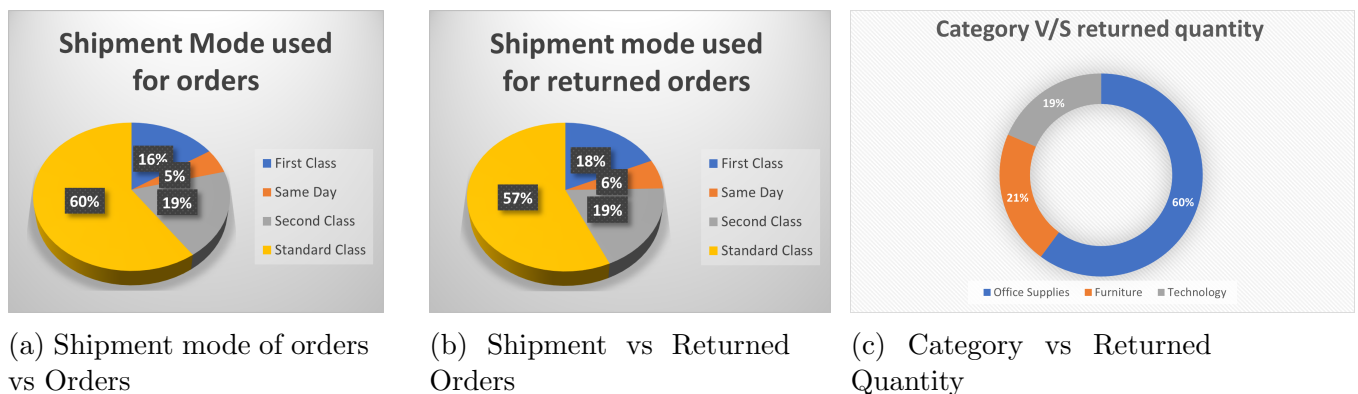 Shipment Mode used
for orders
16%
5%
19%
60%
First Class
Same Day
Second Class
Standard Class
(a) Shipment mode of orders
vs Orders
Shipment mode used
for returned orders
18%
6%
19%
57%
First Class
Same Day
Second Class
Standard Class
(b) Shipment vs Returned
Orders
Category V/S returned quantity
19%
21%
60%
Office Supplies Furniture Technology
(c) Category vs Returned
Quantity